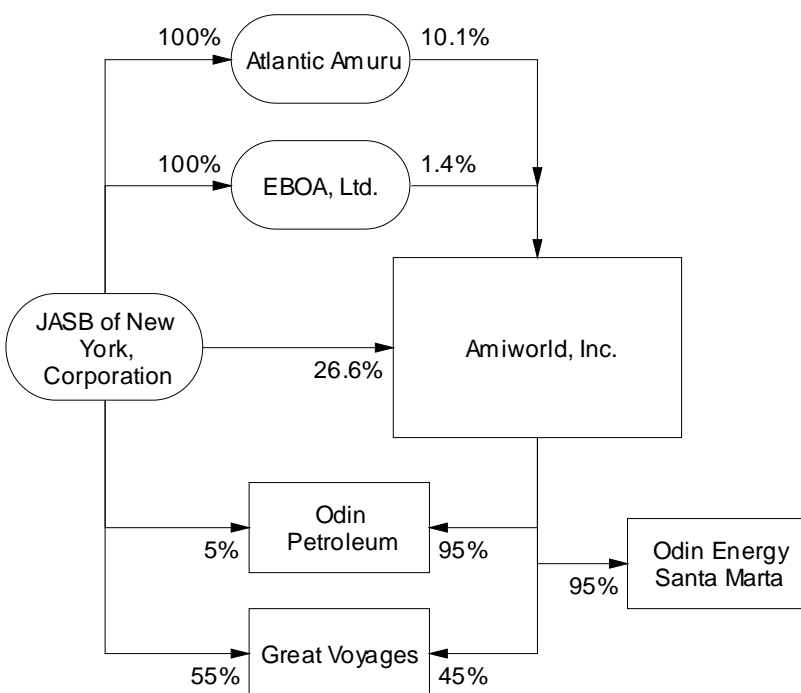 100%
Atlantic Amuru
10.1%
100%
EBOA, Ltd.
1.4%
JASB of New
York,
Corporation
26.6%
Amiworld, Inc.
Odin
Petroleum
5%
95%
Odin Energy
Santa Marta
95%
Great Voyages
55%
45%